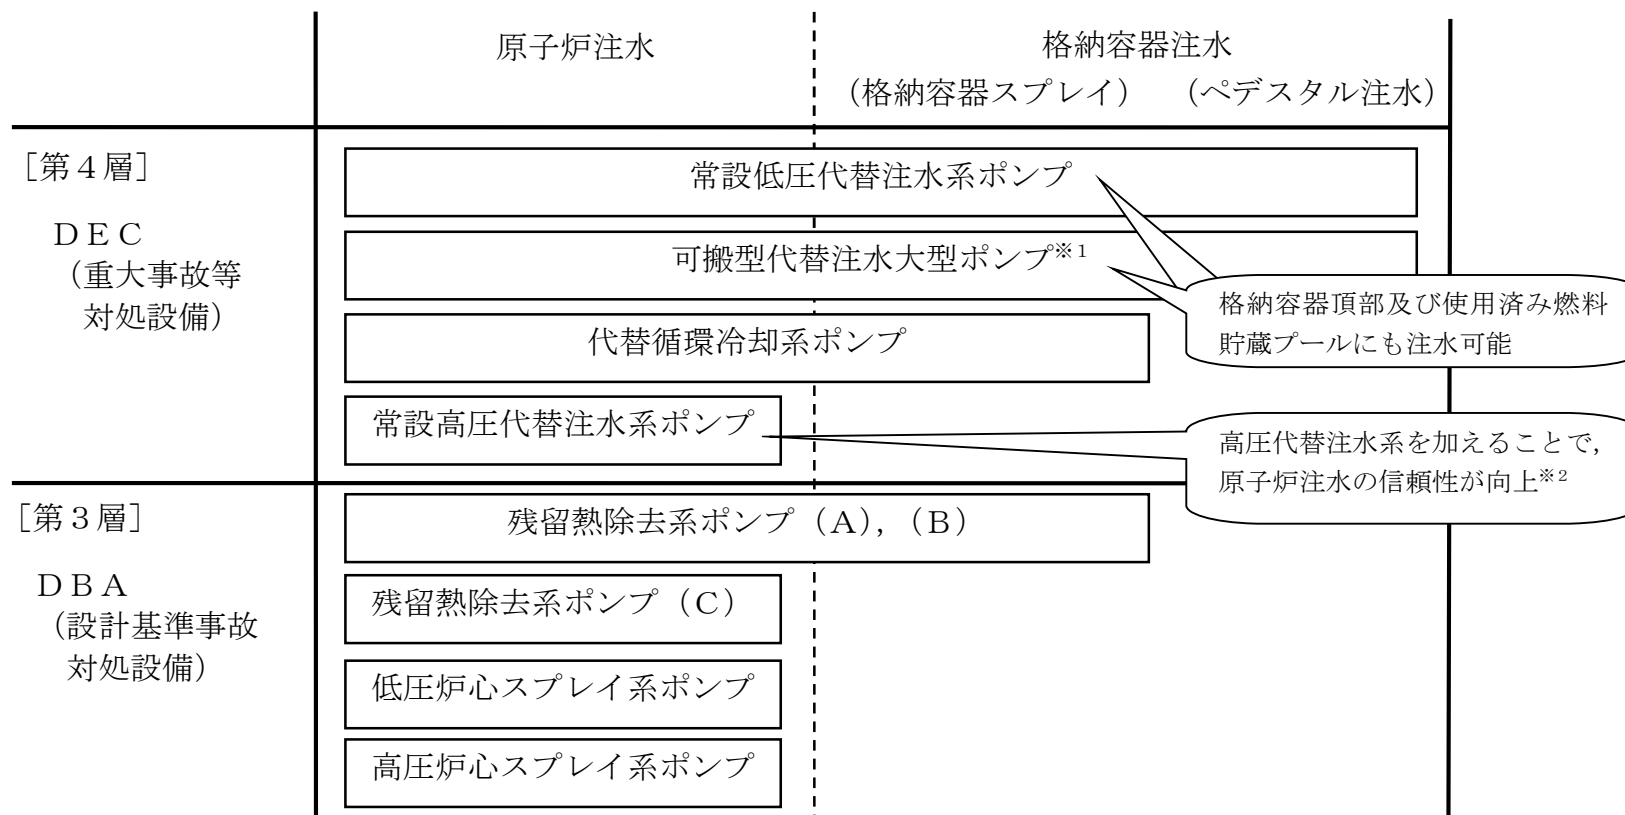 原子炉注水
格納容器注水
（格納容器スプレイ）　（ペデスタル注水）
［第４層］
ＤＥＣ
（重大事故等
対処設備）
常設低圧代替注水系ポンプ
可搬型代替注水大型ポンプ※1
格納容器頂部及び使用済み燃料
貯蔵プールにも注水可能
代替循環冷却系ポンプ
常設高圧代替注水系ポンプ
高圧代替注水系を加えることで，
原子炉注水の信頼性が向上※2
［第３層］
ＤＢＡ
（設計基準事故
対処設備）
残留熱除去系ポンプ（Ａ），（Ｂ）
残留熱除去系ポンプ（Ｃ）
低圧炉心スプレイ系ポンプ
高圧炉心スプレイ系ポンプ